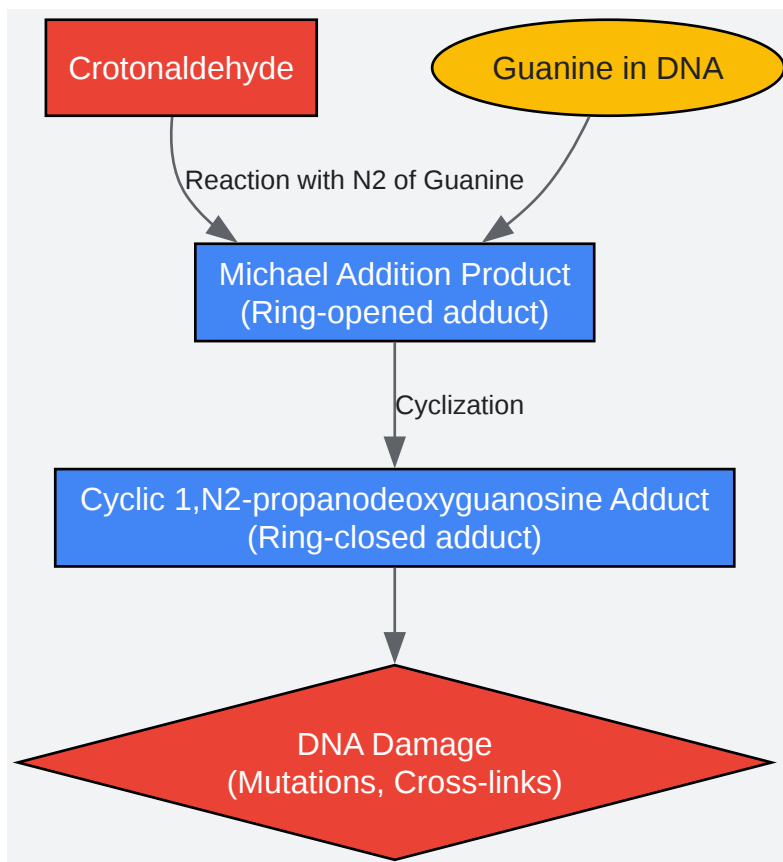 Crotonaldehyde
Guanine in DNA
Reaction with N2 of Guanine
Michael Addition Product
(Ring-opened adduct)
Cyclization
Cyclic 1,N2-propanodeoxyguanosine Adduct
(Ring-closed adduct)
DNA Damage
(Mutations, Cross-links)